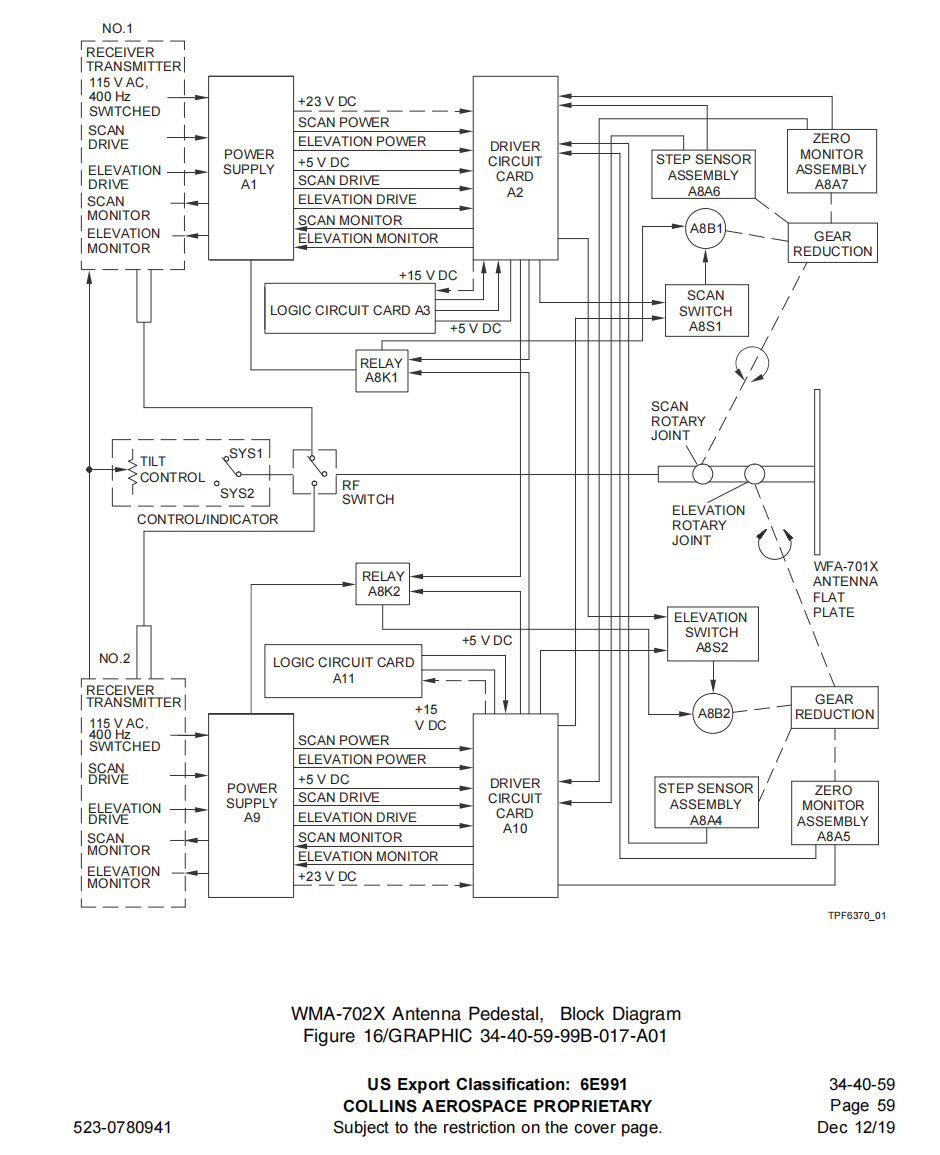 NO.1
RECEIVER
TRANSMITTER
115 V AC,
400 Hz
SWITCHED
SCAN
DRIVE
ELEVATION
DRIVE
SCAN
MONITOR
ELEVATION
MONITOR
POWER
SUPPLY
A1
+23 V DC
SCAN POWER
ELEVATION POWER
+5 V DC
SCAN DRIVE
ELEVATION DRIVE
SCAN MONITOR
ELEVATION MONITOR
DRIVER
CIRCUIT
CARD
A2
STEP SENSOR
ASSEMBLY
A8A6
ZERO
MONITOR
ASSEMBLY
A8A7
A8B1
GEAR
REDUCTION
+15 V DC
LOGIC CIRCUIT CARD A3
+5 V DC
SCAN
SWITCH
A8S1
RELAY
A8K1
SCAN
ROTARY
JOINT
TILT
CONTROL
SYS1
SYS2
CONTROL/INDICATOR
RF
SWITCH
ELEVATION
ROTARY
JOINT
WFA-701X
ANTENNA
FLAT
PLATE
RELAY
A8K2
ELEVATION
SWITCH
A8S2
+5 V DC
LOGIC CIRCUIT CARD
A11
+15
V DC
A8B2
GEAR
REDUCTION
NO.2
RECEIVER
TRANSMITTER
115 V AC,
400 Hz
SWITCHED
SCAN
DRIVE
ELEVATION
DRIVE
SCAN
MONITOR
ELEVATION
MONITOR
POWER
SUPPLY
A9
SCAN POWER
ELEVATION POWER
+5 V DC
SCAN DRIVE
ELEVATION DRIVE
SCAN MONITOR
ELEVATION MONITOR
+23 V DC
DRIVER
CIRCUIT
CARD
A10
STEP SENSOR
ASSEMBLY
A8A4
ZERO
MONITOR
ASSEMBLY
A8A5
TPF6370_01
WMA-702X Antenna Pedestal, Block Diagram
Figure 16/GRAPHIC 34-40-59-99B-017-A01
US Export Classification: 6E991
34-40-59
COLLINS AEROSPACE PROPRIETARY
Page 59
523-0780941
Subject to the restriction on the cover page.
Dec 12/19